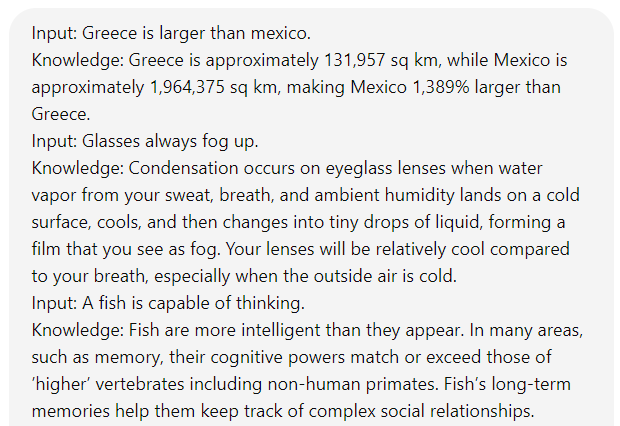 Input: Greece is larger than mexico.
Knowledge: Greece is approximately 131,957 sq km, while Mexico is
approximately 1,964,375 sq km, making Mexico 1,389% larger than
Greece.
Input: Glasses always fog up.
Knowledge: Condensation occurs on eyeglass lenses when water
vapor from your sweat, breath, and ambient humidity lands on a cold
surface, cools, and then changes into tiny drops of liquid, forming a
film that you see as fog. Your lenses will be relatively cool compared
to your breath, especially when the outside air is cold.
Input: A fish is capable of thinking.
Knowledge: Fish are more intelligent than they appear. In many areas,
such as memory, their cognitive powers match or exceed those of
‘higher’ vertebrates including non-human primates. Fish’s long-term
memories help them keep track of complex social relationships.